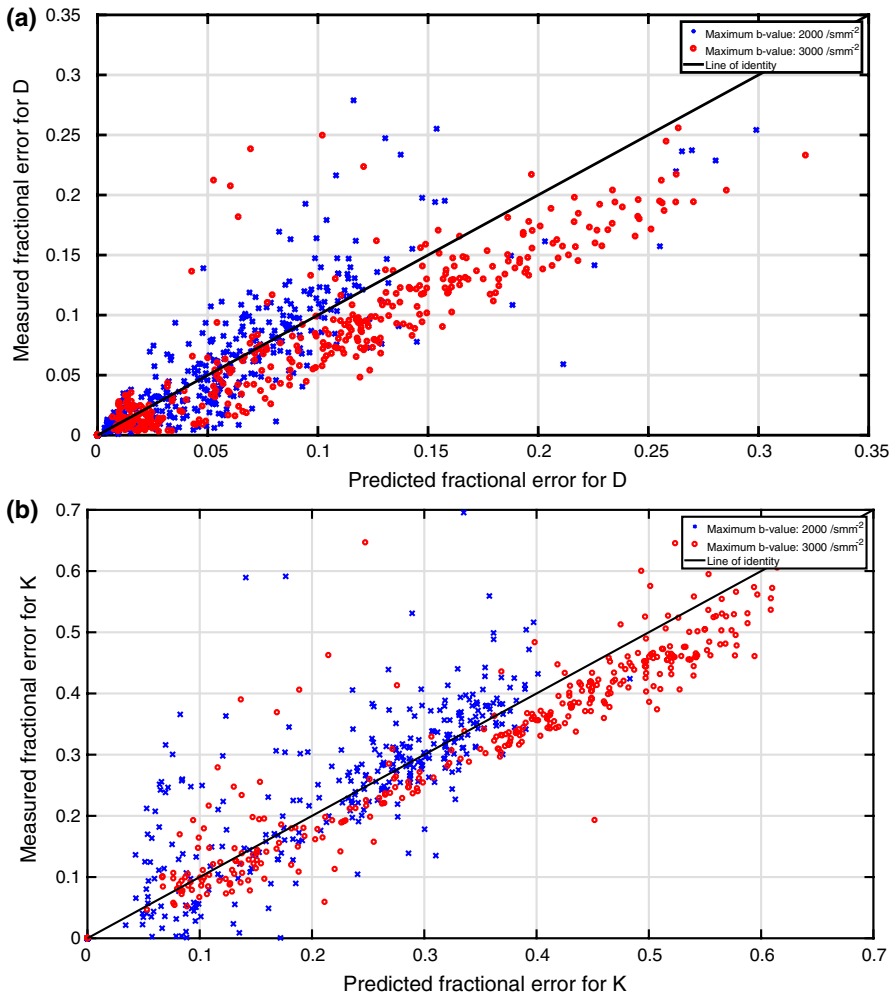 (a)
0.35
0.3
0.25
0.2
0.15
0.1
0.05
0
Measured fractional error for D
Maximum b-value: 2000 /smm-2
Maximum b-value: 3000 /smm-2
Line of identity
0
0.05
0.1
0.15
0.2
0.25
0.3
0.35
Predicted fractional error for D
(b)
0.7
0.6
0.5
0.4
0.3
0.2
0.1
0
Measured fractional error for K
Maximum b-value: 2000 /smm-2
Maximum b-value: 3000 /smm-2
Line of identity
0
0.1
0.2
0.3
0.4
0.5
0.6
0.7
Predicted fractional error for K